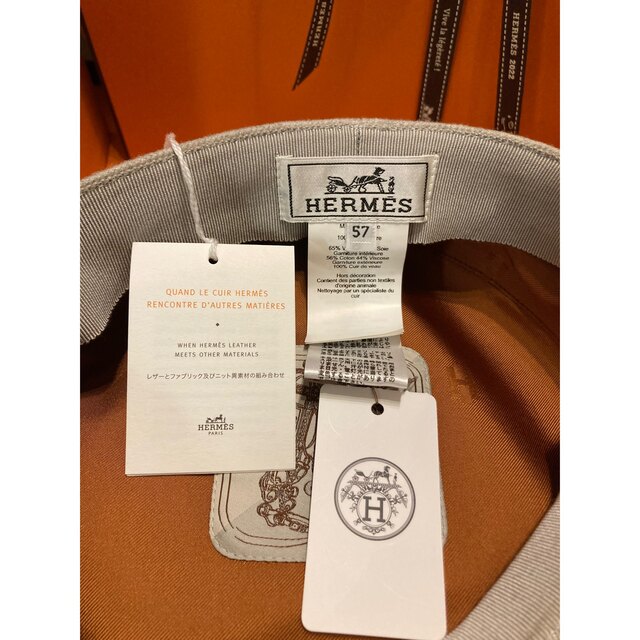 HERMÈS
Vive la légèreté !
HERMÈS 2022
HERMÈS
57
100
65% Soie
Garniture intérieure
56% Coton 44% Viscose
Garniture extérieure
100% Cuir de veau
Hors décoration
Contient des parties non textiles
d'origine animale
Nettoyage par un spécialiste du
cuir
QUAND LE CUIR HERMÈS
RENCONTRE D'AUTRES MATIÈRES
WHEN HERMÈS LEATHER
MEETS OTHER MATERIALS
レザーとファブリック及びニット異素材の組み合わせ
HERMÈS
PARIS
H